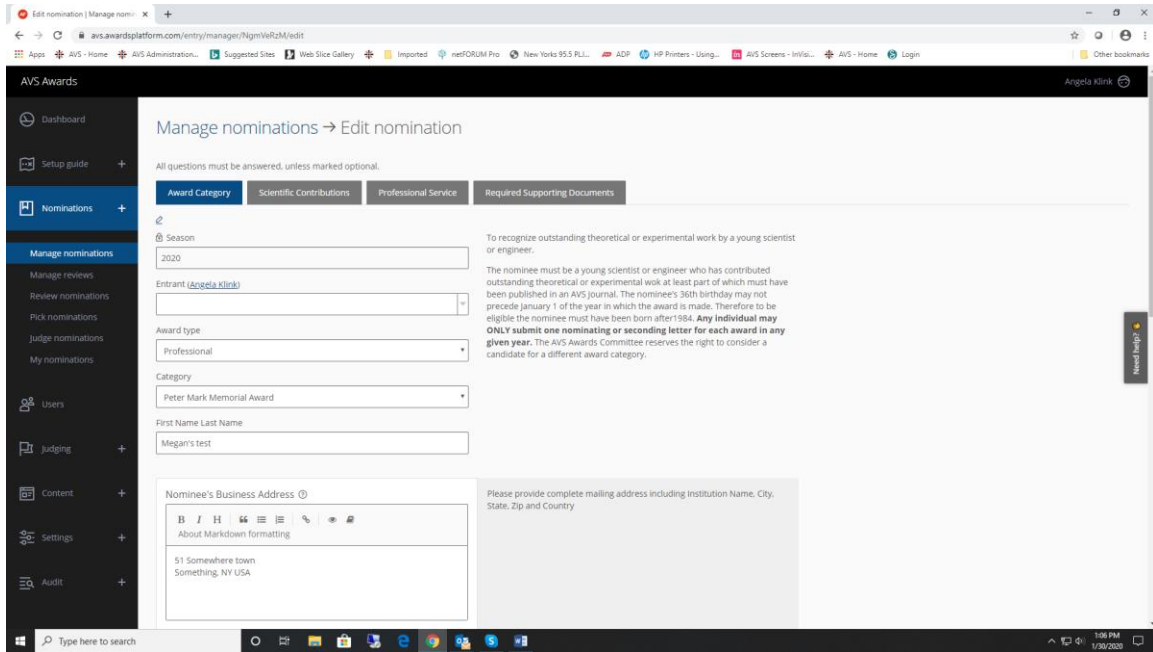 Edit nomination | Manage nomin
avs.awardsplatform.com/entry/manager/NgmVeRzM/edit
Apps AVS - Home AVS Administration... Suggested Sites Web Slice Gallery Imported netFORUM Pro New Yorks 95.5 PLJ... ADP HP Printers - Using... AVS Screens - InVisi... AVS - Home Login Other bookmarks
AVS Awards Angela Klink
Dashboard
Setup guide +
Nominations +
Manage nominations
Manage reviews
Review nominations
Pick nominations
Judge nominations
My nominations
Users
Judging +
Content +
Settings +
Audit +
Manage nominations → Edit nomination
All questions must be answered, unless marked optional.
Award Category Scientific Contributions Professional Service Required Supporting Documents
Season
2020
Entrant (Angela Klink)
Award type
Professional
Category
Peter Mark Memorial Award
First Name Last Name
Megan's test
To recognize outstanding theoretical or experimental work by a young scientist
or engineer.
The nominee must be a young scientist or engineer who has contributed
outstanding theoretical or experimental wok at least part of which must have
been published in an AVS Journal. The nominee's 36th birthday may not
precede January 1 of the year in which the award is made. Therefore to be
eligible the nominee must have been born after1984. Any individual may
ONLY submit one nominating or seconding letter for each award in any
given year. The AVS Awards Committee reserves the right to consider a
candidate for a different award category.
Nominee's Business Address
B I H
About Markdown formatting
51 Somewhere town
Something, NY USA
Please provide complete mailing address including Institution Name, City,
State, Zip and Country
Need help?
Type here to search
1:06 PM
1/30/2020